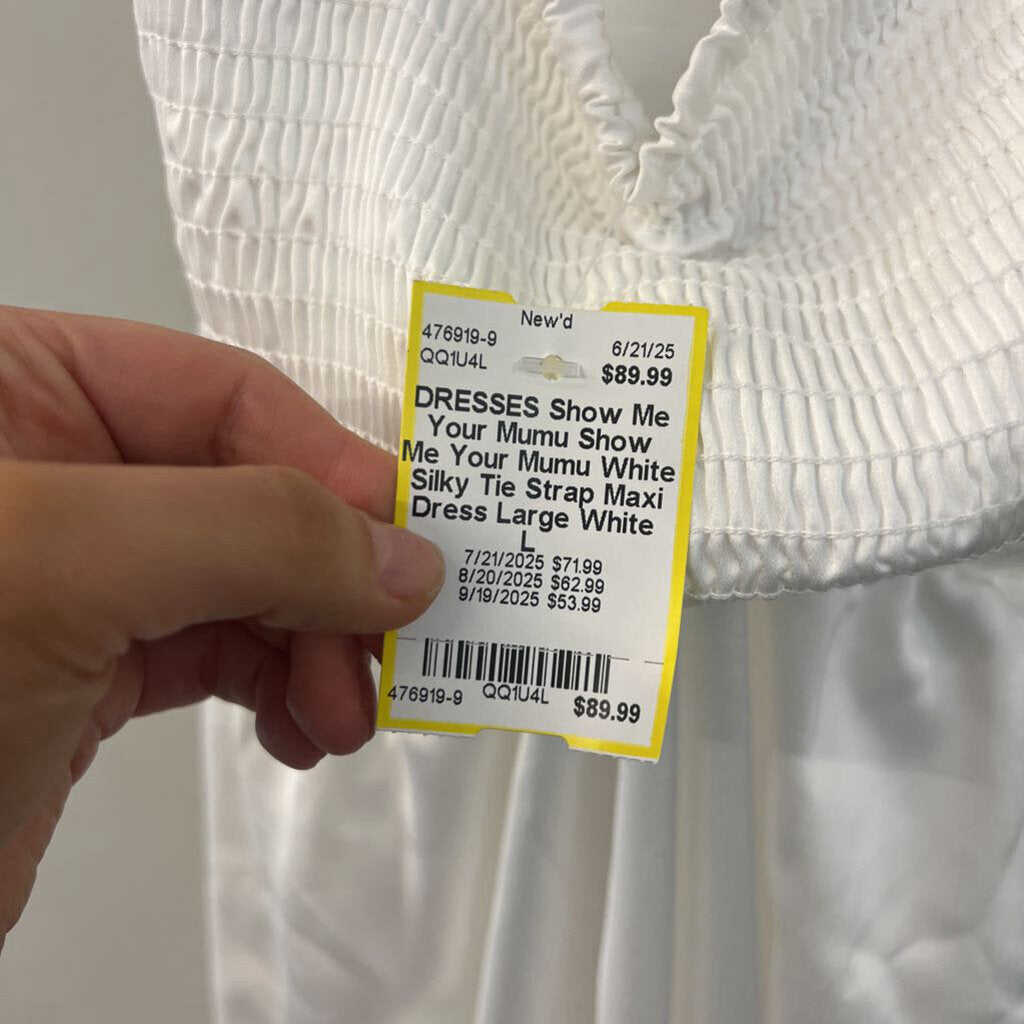 New'd
476919-9 6/21/25
QQ1U4L $89.99
DRESSES Show Me
Your Mumu Show
Me Your Mumu White
Silky Tie Strap Maxi
Dress Large White
L
7/21/2025 $71.99
8/20/2025 $62.99
9/19/2025 $53.99
476919-9 QQ1U4L $89.99